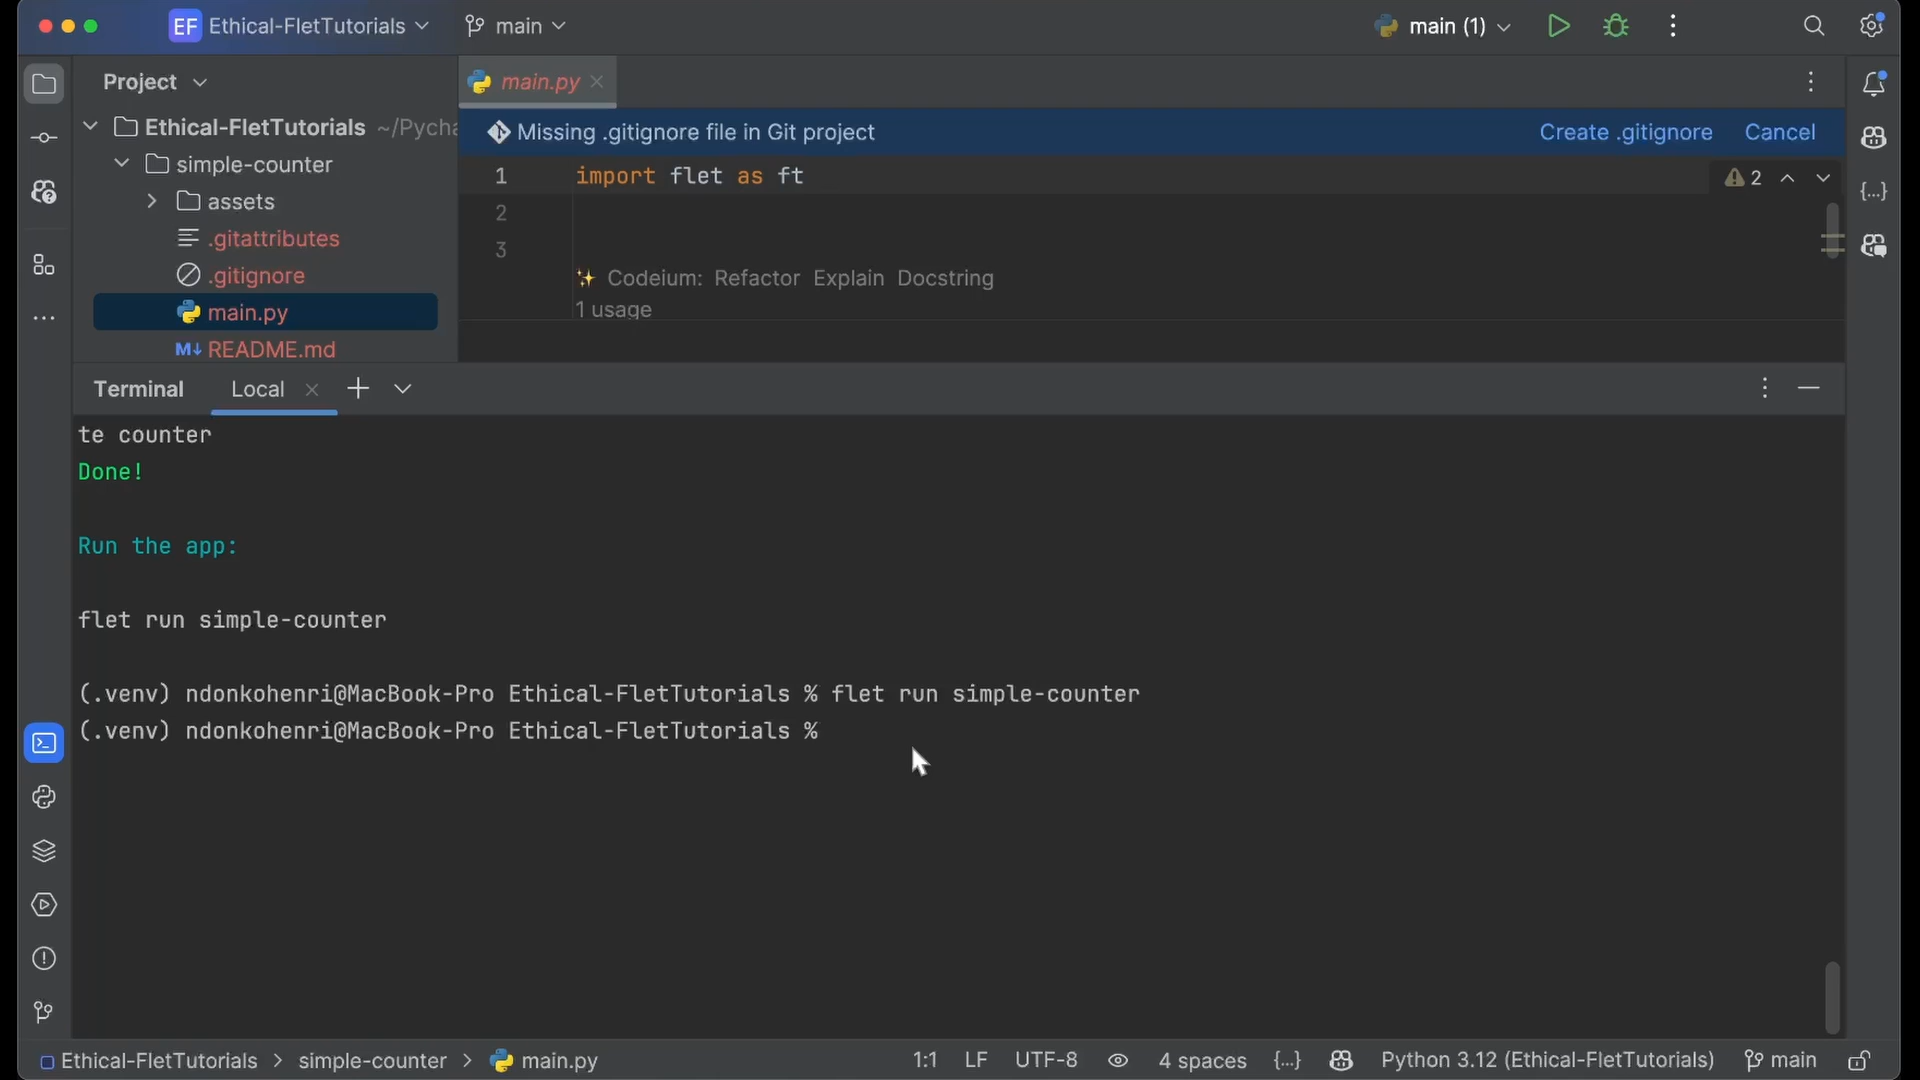 EF Ethical-FletTutorials main main (1)
Project main.py
Ethical-FletTutorials ~/Pycha
Missing .gitignore file in Git project Create .gitignore Cancel
simple-counter
1 import flet as ft 2
assets
2
.gitattributes
3
.gitignore
Codeium: Refactor Explain Docstring
main.py
1 usage
M↓ README.md
Terminal Local
te counter
Done!
Run the app:
flet run simple-counter
(.venv) ndonkohenri@MacBook-Pro Ethical-FletTutorials % flet run simple-counter
(.venv) ndonkohenri@MacBook-Pro Ethical-FletTutorials %
Ethical-FletTutorials > simple-counter > main.py 1:1 LF UTF-8 4 spaces {...} Python 3.12 (Ethical-FletTutorials) main